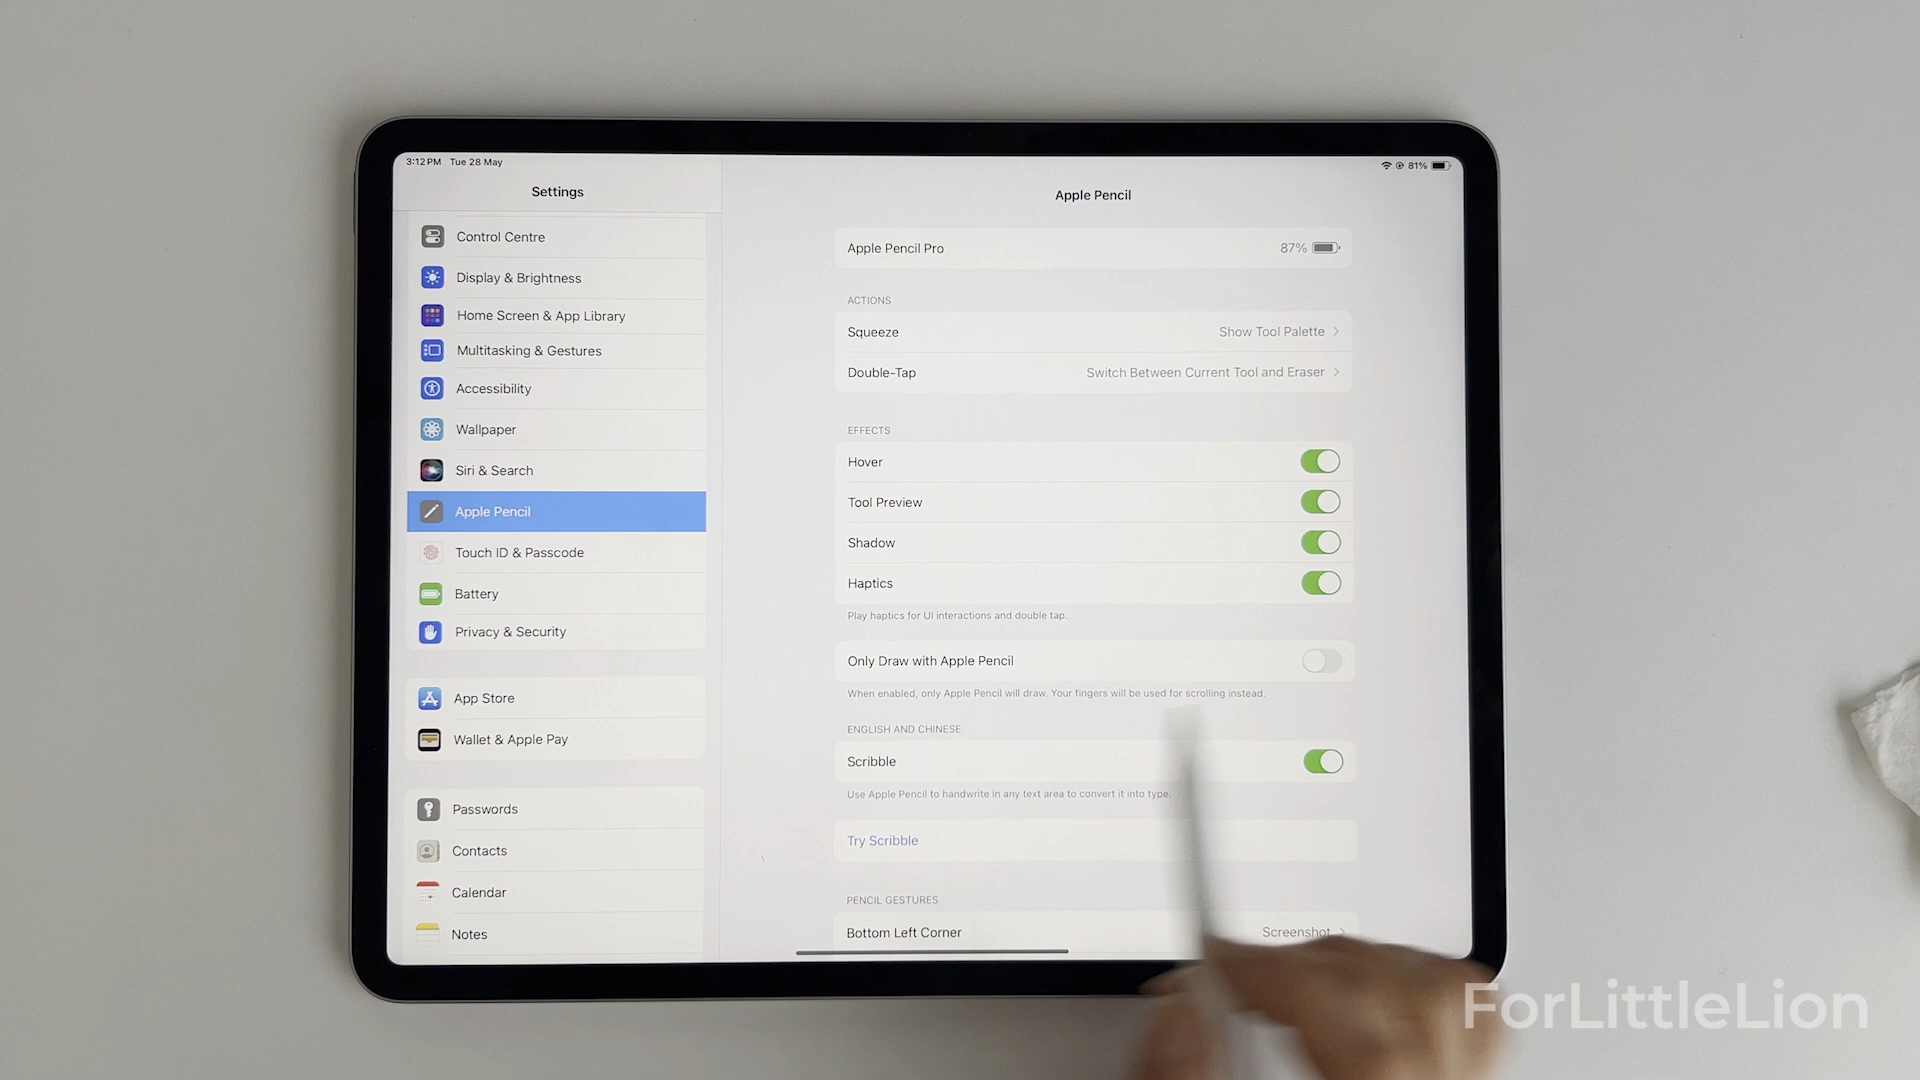 3:12 PM Tue 28 May
81%
Settings
Control Centre
Display & Brightness
Home Screen & App Library
Multitasking & Gestures
Accessibility
Wallpaper
Siri & Search
Apple Pencil
Touch ID & Passcode
Battery
Privacy & Security
App Store
Wallet & Apple Pay
Passwords
Contacts
Calendar
Notes
Apple Pencil
Apple Pencil Pro 87%
ACTIONS
Squeeze Show Tool Palette
Double-Tap Switch Between Current Tool and Eraser
EFFECTS
Hover
Tool Preview
Shadow
Haptics
Play haptics for UI interactions and double tap.
Only Draw with Apple Pencil
When enabled, only Apple Pencil will draw. Your fingers will be used for scrolling instead.
ENGLISH AND CHINESE
Scribble
Use Apple Pencil to handwrite in any text area to convert it into type.
Try Scribble
PENCIL GESTURES
Bottom Left Corner Screenshot
ForLittleLion